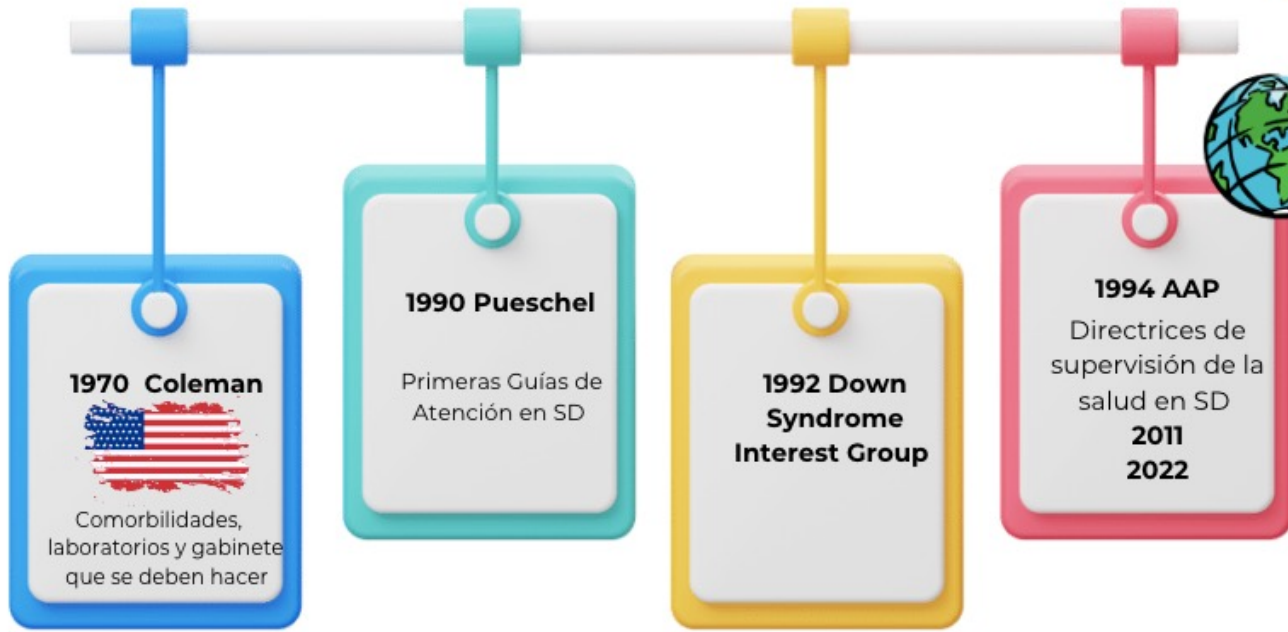 1970 Coleman
Comorbilidades,
laboratorios y gabinete
que se deben hacer
1990 Pueschel
Primeras Guías de
Atención en SD
1992 Down
Syndrome
Interest Group
1994 AAP
Directrices de
supervisión de la
salud en SD
2011
2022